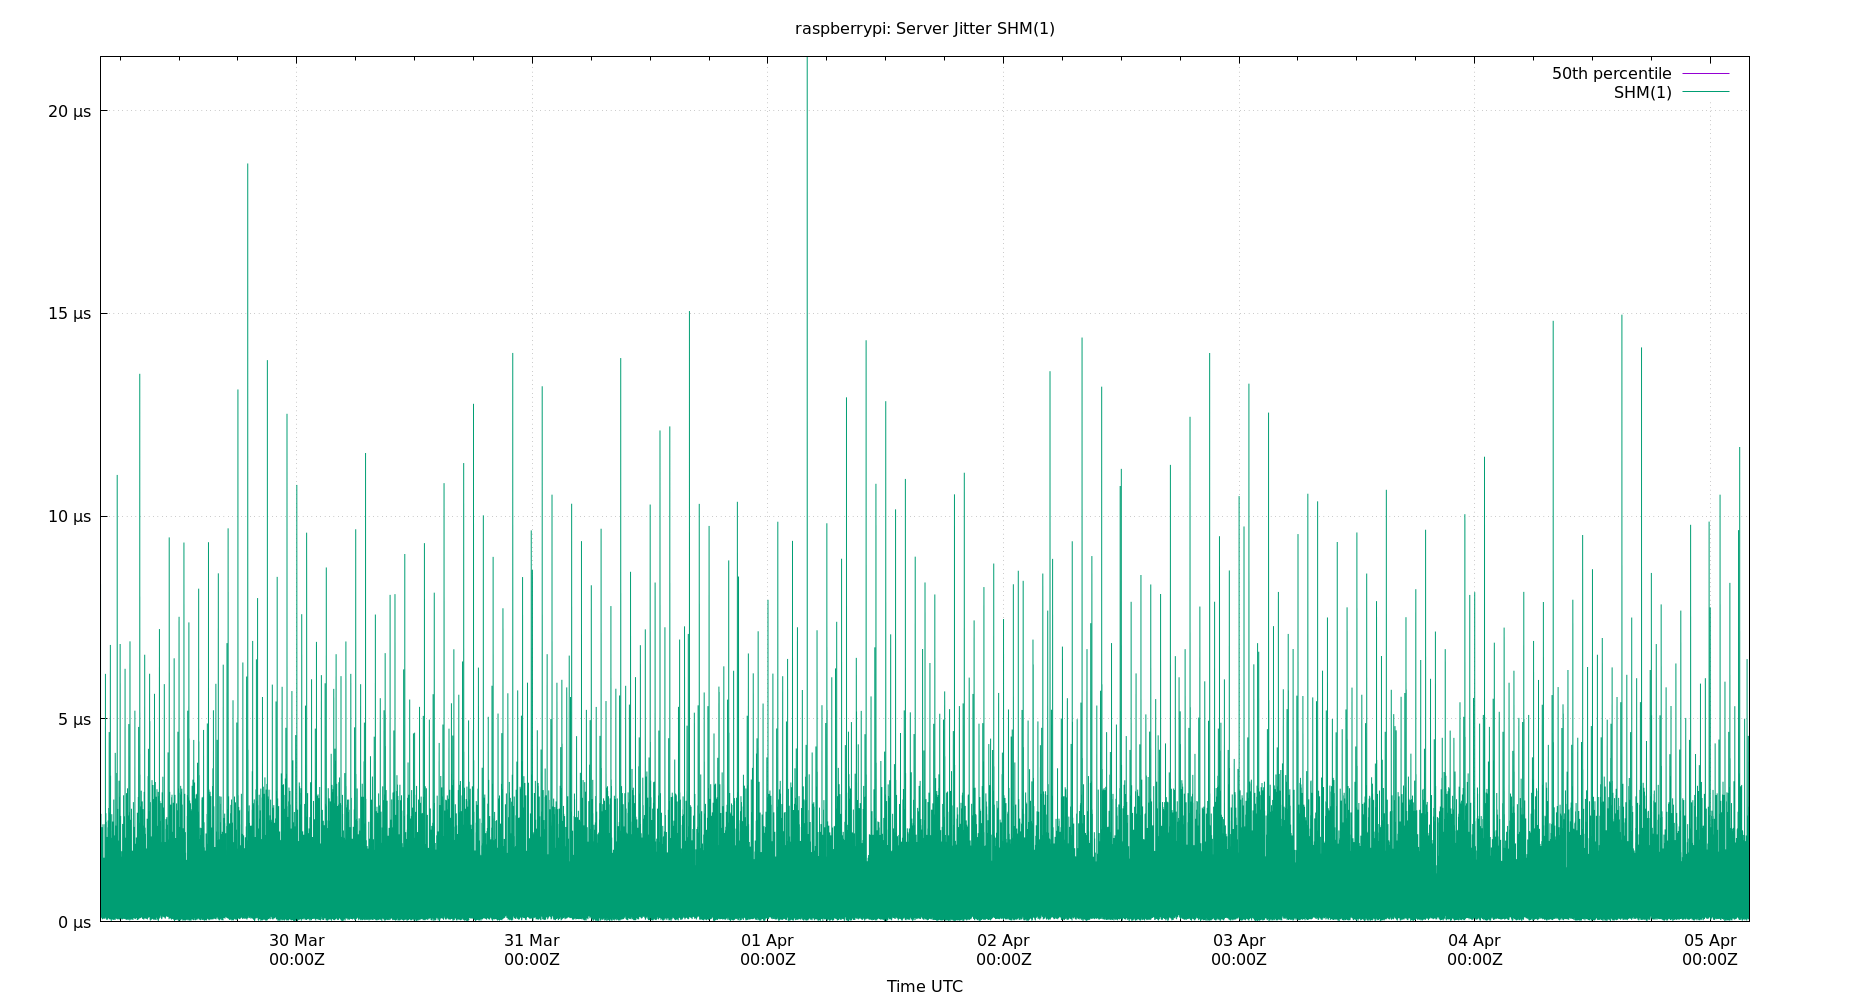 raspberrypi: Server Jitter SHM(1)
50th percentile
SHM(1)
20 µs
15 µs
10 µs
5 µs
0 µs
30 Mar 31 Mar 01 Apr 02 Apr 03 Apr 04 Apr 05 Apr
00:00Z 00:00Z 00:00Z 00:00Z 00:00Z 00:00Z 00:00Z
Time UTC